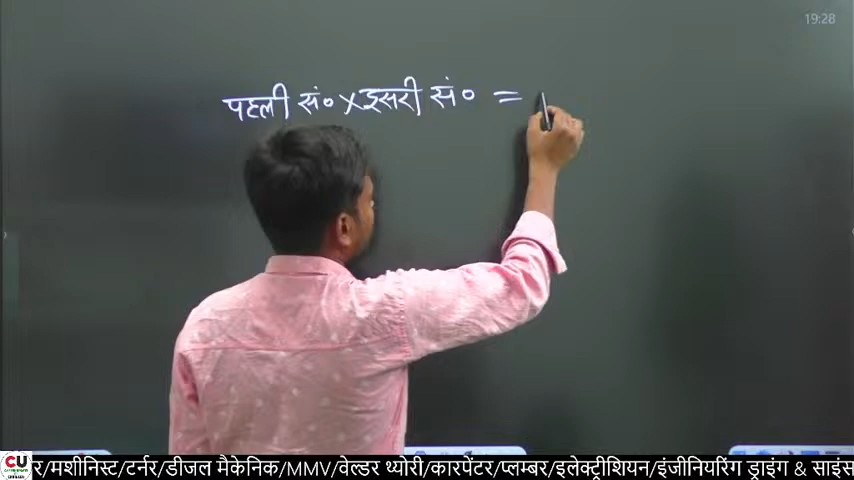 19:28
पहली सं० × दूसरी सं० =
CU
र/मशीनिस्ट/टर्नर/डीजल मैकेनिक/MMV/वेल्डर थ्योरी/कारपेंटर/प्लम्बर/इलेक्ट्रीशियन/इंजीनियरिंग ड्राइंग & साइंस